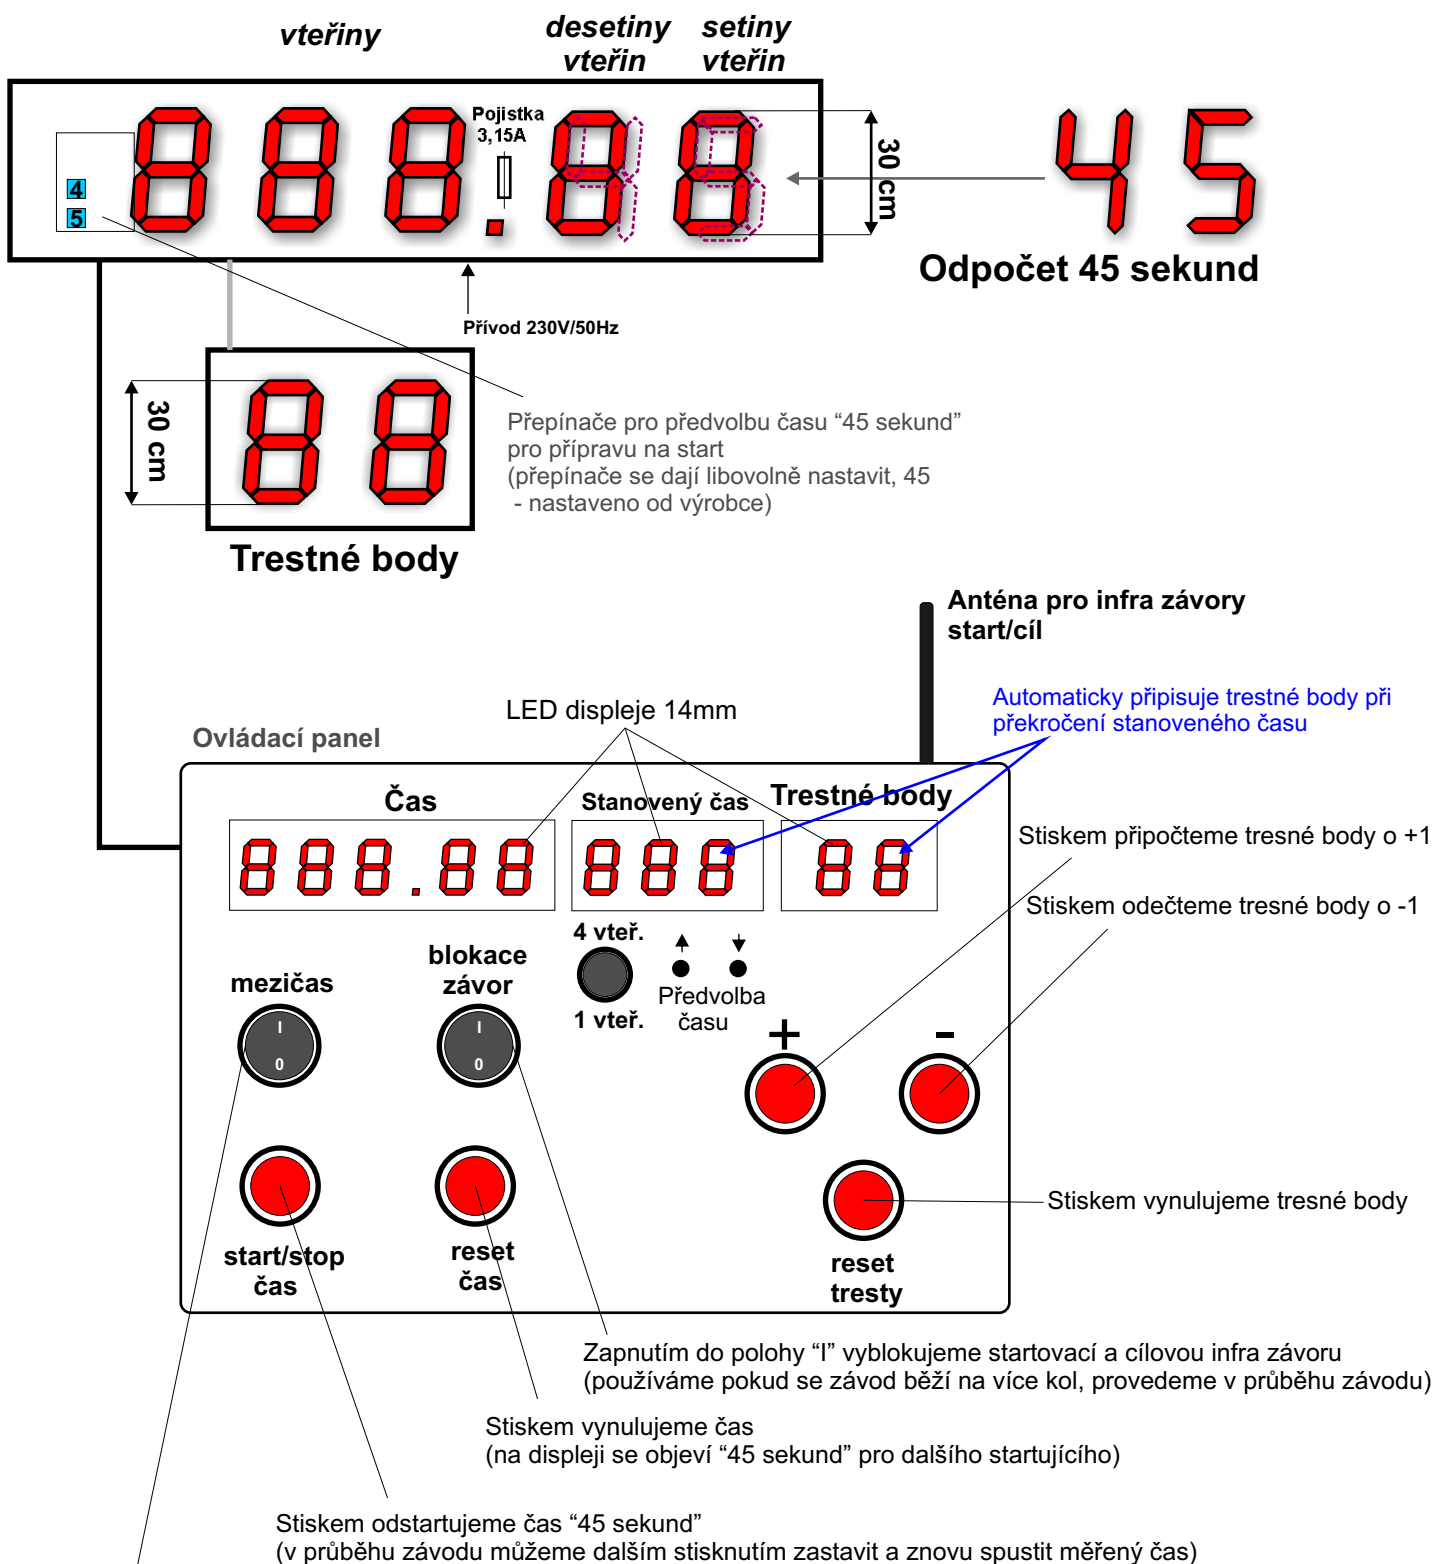 vteřiny
desetiny
vteřin
setiny
vteřin
888.88
Pojistka
3,15A
4
5
30 cm
45
Odpočet 45 sekund
Přívod 230V/50Hz
30 cm
88
Trestné body
Přepínače pro předvolbu času “45 sekund”
pro přípravu na start
(přepínače se dají libovolně nastavit, 45
- nastaveno od výrobce)
Anténa pro infra závory
start/cíl
Automaticky připisuje trestné body při
překročení stanoveného času
LED displeje 14mm
Ovládací panel
Čas
Stanovený čas
Trestné body
888.88
888
88
Stiskem připočteme tresné body o +1
Stiskem odečteme tresné body o -1
4 vteř.
1 vteř.
Předvolba
času
mezičas
I
0
blokace
závor
I
0
+
-
start/stop
čas
reset
čas
reset
tresty
Stiskem vynulujeme tresné body
Zapnutím do polohy “I” vyblokujeme startovací a cílovou infra závoru
(používáme pokud se závod běží na více kol, provedeme v průběhu závodu)
Stiskem vynulujeme čas
(na displeji se objeví “45 sekund” pro dalšího startujícího)
Stiskem odstartujeme čas “45 sekund”
(v průběhu závodu můžeme dalším stisknutím zastavit a znovu spustit měřený čas)